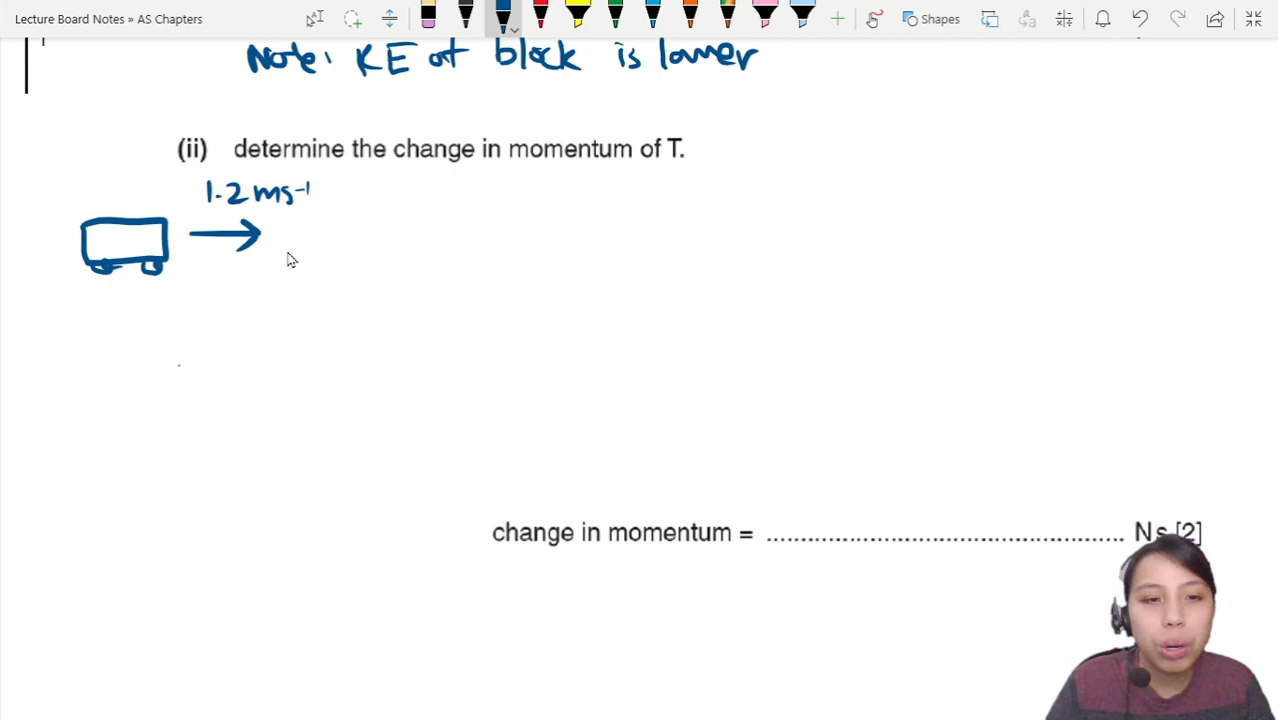 Lecture Board Notes » AS Chapters
Shapes
Note: KE of block is lower
(ii) determine the change in momentum of T.
1.2 ms⁻¹
change in momentum = ...................................................... N s [2]